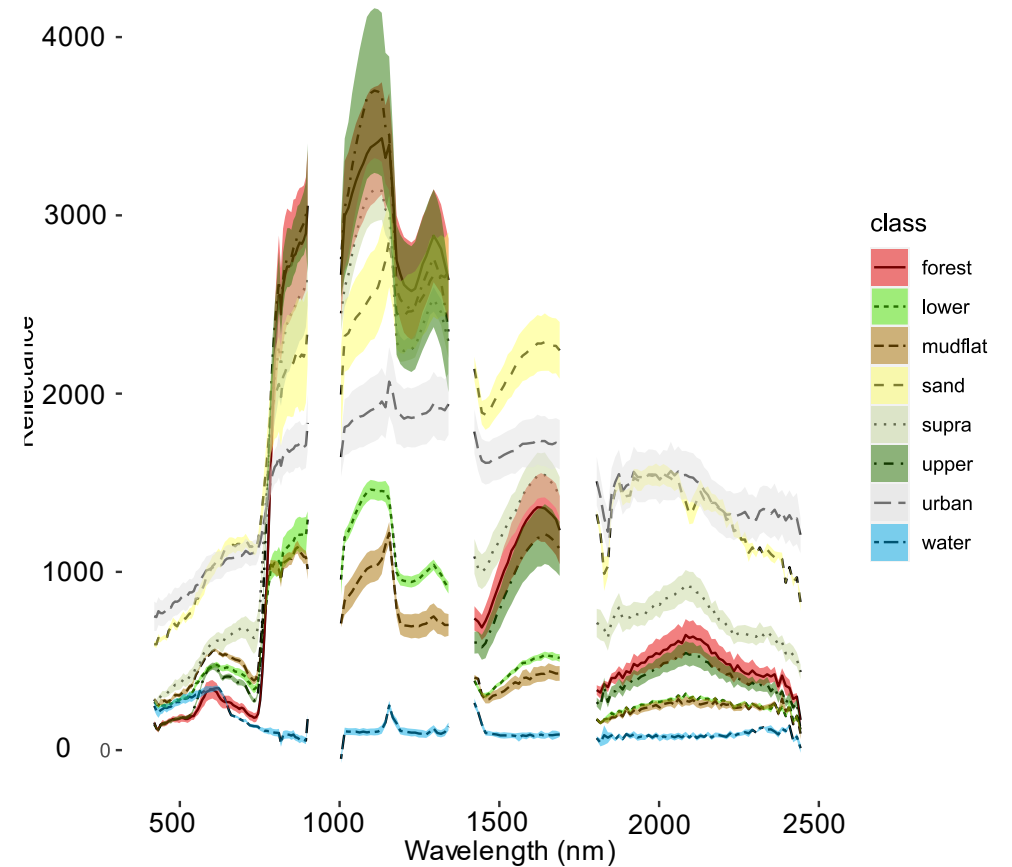 4000
3000
2000
1000
0
0
Reflectance
500
1000
1500
2000
2500
Wavelength (nm)
class
forest
lower
mudflat
sand
supra
upper
urban
water